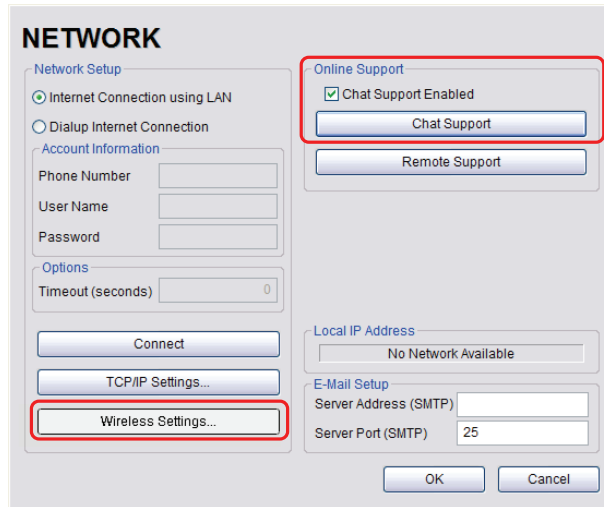 NETWORK
Network Setup
Internet Connection using LAN
Dialup Internet Connection
Account Information
Phone Number
User Name
Password
Options
Timeout (seconds) 0
Connect
TCP/IP Settings...
Wireless Settings...
Online Support
Chat Support Enabled
Chat Support
Remote Support
Local IP Address
No Network Available
E-Mail Setup
Server Address (SMTP)
Server Port (SMTP) 25
OK Cancel